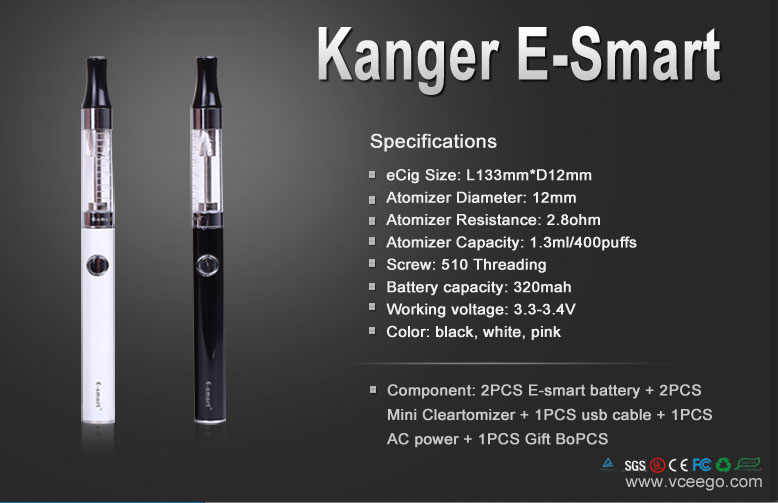 Kanger E-Smart
Specifications
eCig Size: L133mm*D12mm
Atomizer Diameter: 12mm
Atomizer Resistance: 2.8ohm
Atomizer Capacity: 1.3ml/400puffs
Screw: 510 Threading
Battery capacity: 320mah
Working voltage: 3.3-3.4V
Color: black, white, pink
Component: 2PCS E-smart battery + 2PCS
Mini Cleartomizer + 1PCS usb cable + 1PCS
AC power + 1PCS Gift BoPCS
E-smart
E-smart
SGS UL CE FC
www.vceego.com